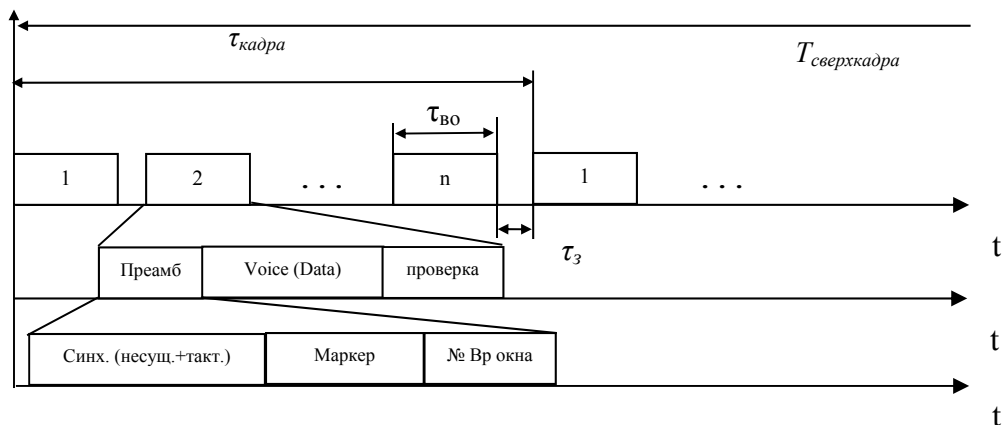 τкадра
Tсверхкадра
τво
1 2 . . . n 1 . . .
t
τз
Преамб Voice (Data) проверка
t
Синх. (несущ.+такт.) Маркер № Вр окна
t